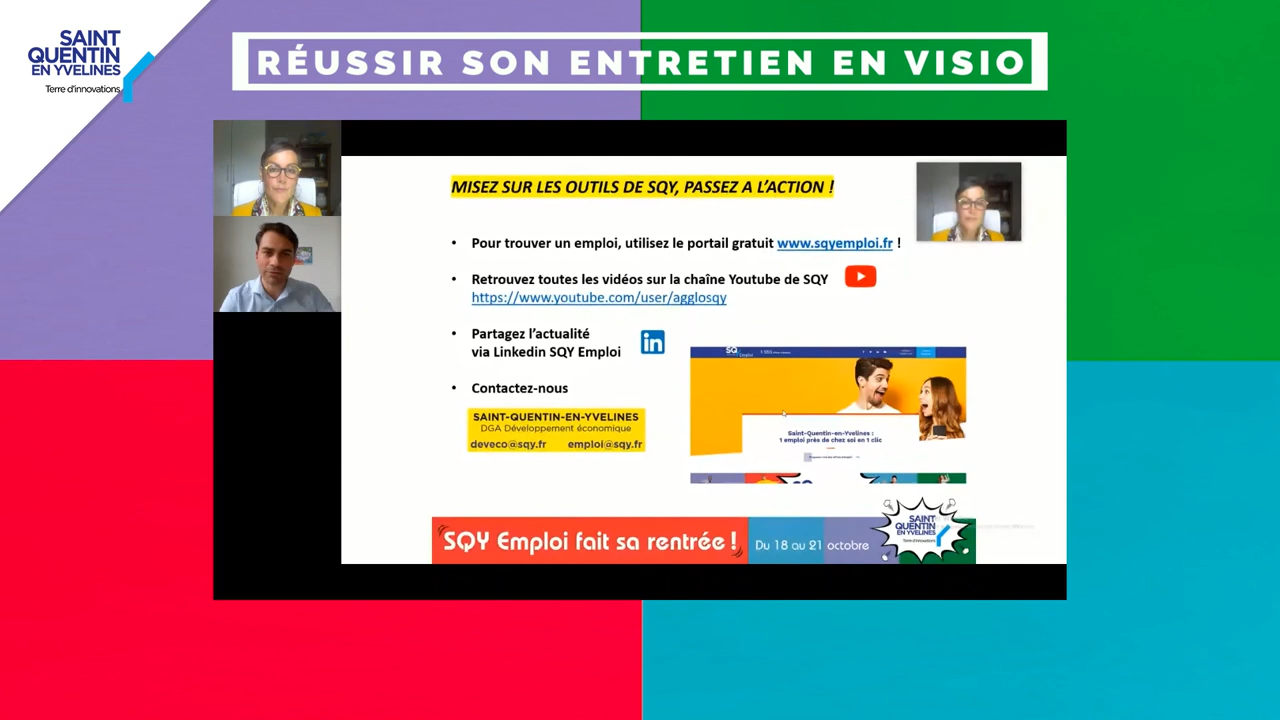 SAINT
QUENTIN
EN YVELINES
Terre d'innovations
RÉUSSIR SON ENTRETIEN EN VISIO
MISEZ SUR LES OUTILS DE SQY, PASSEZ A L'ACTION !
• Pour trouver un emploi, utilisez le portail gratuit www.sqyemploi.fr !
• Retrouvez toutes les vidéos sur la chaîne Youtube de SQY
https://www.youtube.com/user/agglosqy
• Partagez l'actualité
via Linkedin SQY Emploi
in
• Contactez-nous
SAINT-QUENTIN-EN-YVELINES
DGA Développement économique
deveco@sqy.fr emploi@sqy.fr
Saint-Quentin-en-Yvelines :
1 emploi près de chez soi en 1 clic
SQY Emploi fait sa rentrée !
Du 18 au 21 octobre
SAINT
QUENTIN
EN YVELINES
Terre d'innovations